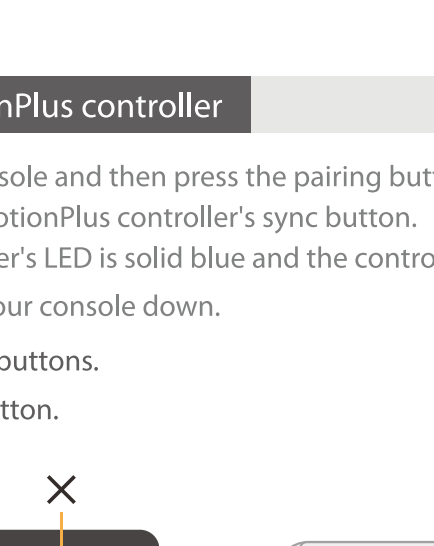 nPlus controller
sole and then press the pairing but
otionPlus controller's sync button.
er's LED is solid blue and the contro
our console down.
buttons.
tton.